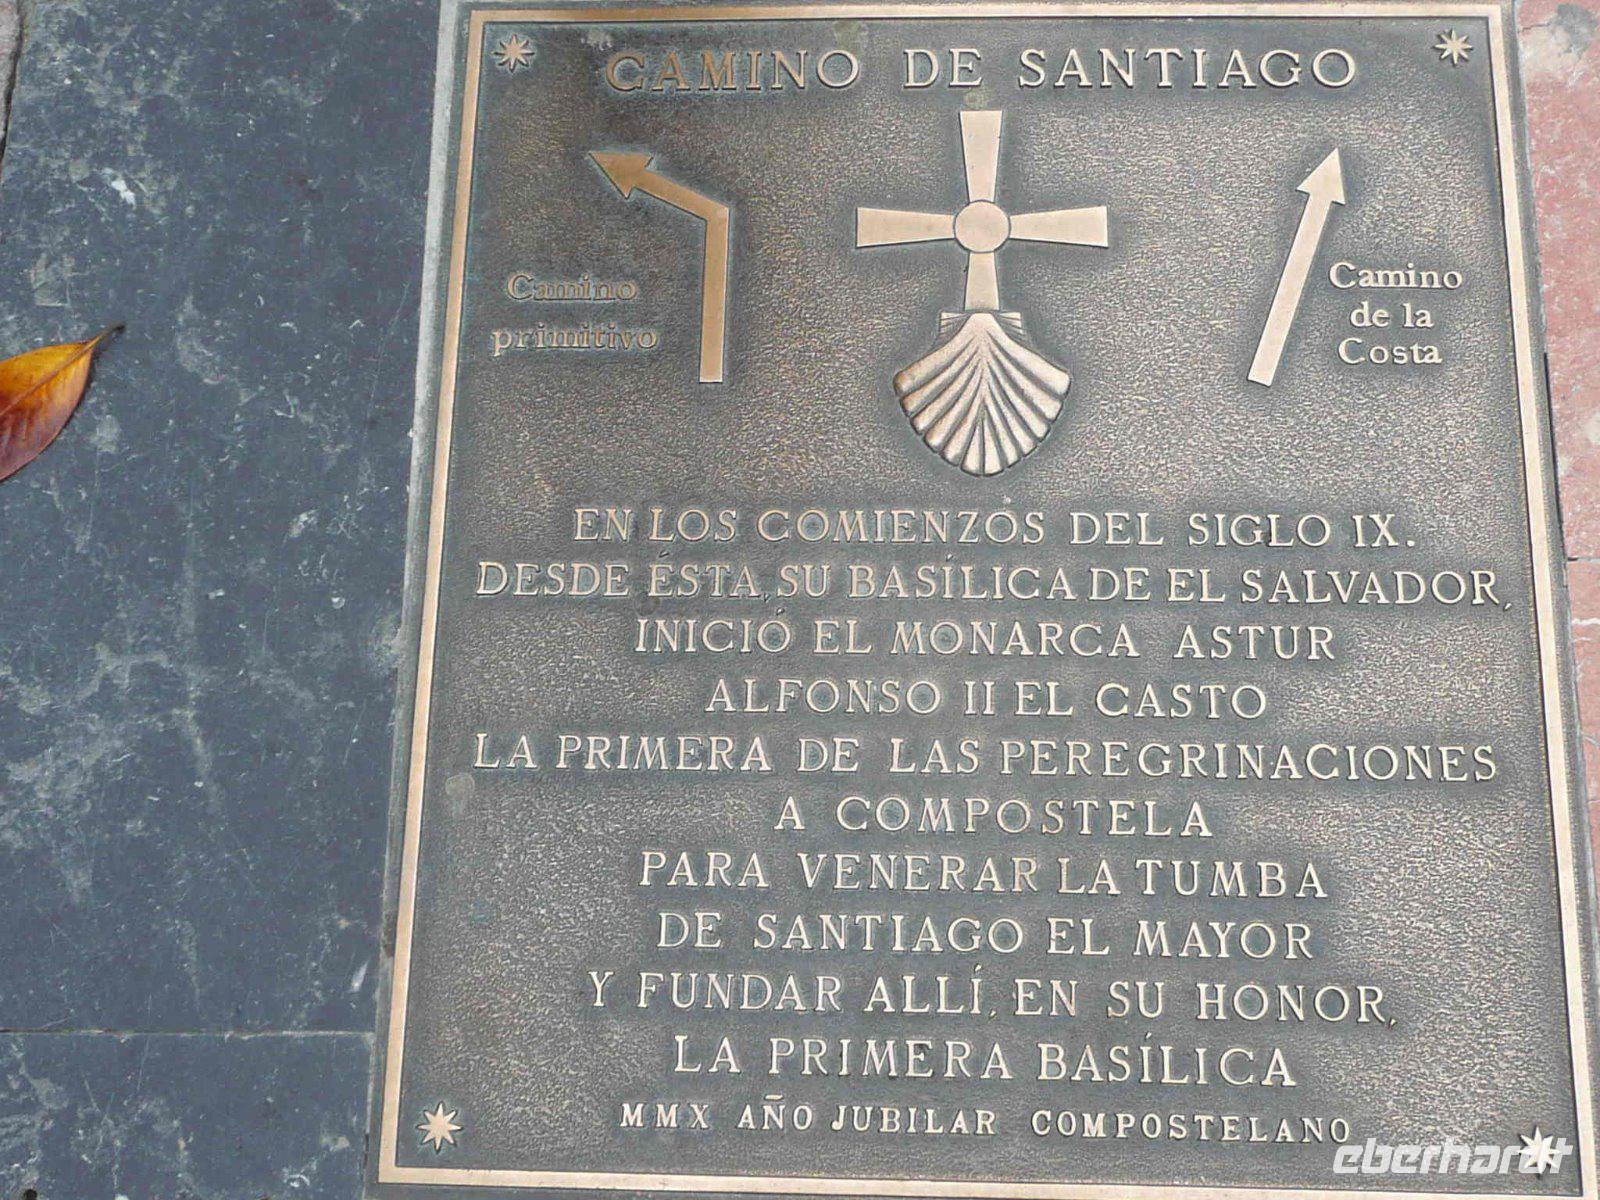 CAMINO DE SANTIAGO
Camino
primitivo
Camino
de la
Costa
EN LOS COMIENZOS DEL SIGLO IX.
DESDE ÉSTA, SU BASÍLICA DE EL SALVADOR,
INICIÓ EL MONARCA ASTUR
ALFONSO II EL CASTO
LA PRIMERA DE LAS PEREGRINACIONES
A COMPOSTELA
PARA VENERAR LA TUMBA
DE SANTIAGO EL MAYOR
Y FUNDAR ALLÍ, EN SU HONOR,
LA PRIMERA BASÍLICA
MMX AÑO JUBILAR COMPOSTELANO
eberhardt